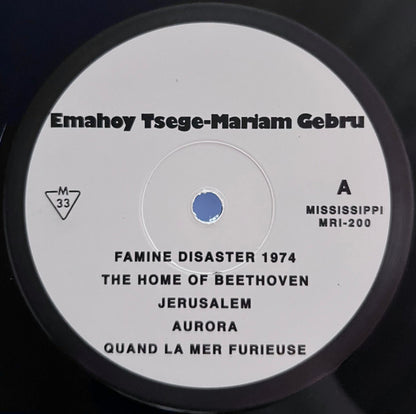 Emahoy Tsege-Mariam Gebru
M
33
A
MISSISSIPPI
MRI-200
FAMINE DISASTER 1974
THE HOME OF BEETHOVEN
JERUSALEM
AURORA
QUAND LA MER FURIEUSE